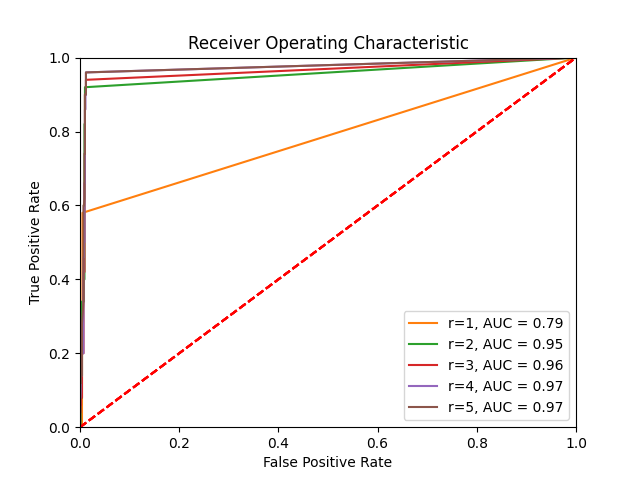 Receiver Operating Characteristic
1.0
0.8
0.6
0.4
0.2
0.0
True Positive Rate
r=1, AUC = 0.79
r=2, AUC = 0.95
r=3, AUC = 0.96
r=4, AUC = 0.97
r=5, AUC = 0.97
0.0 0.2 0.4 0.6 0.8 1.0
False Positive Rate